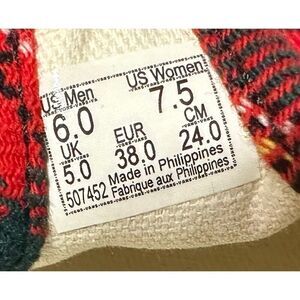 US Men US Women
6.0 7.5
UK EUR CM
5.0 38.0 24.0
507452 Made in Philippines
Fabrique aux Philippines